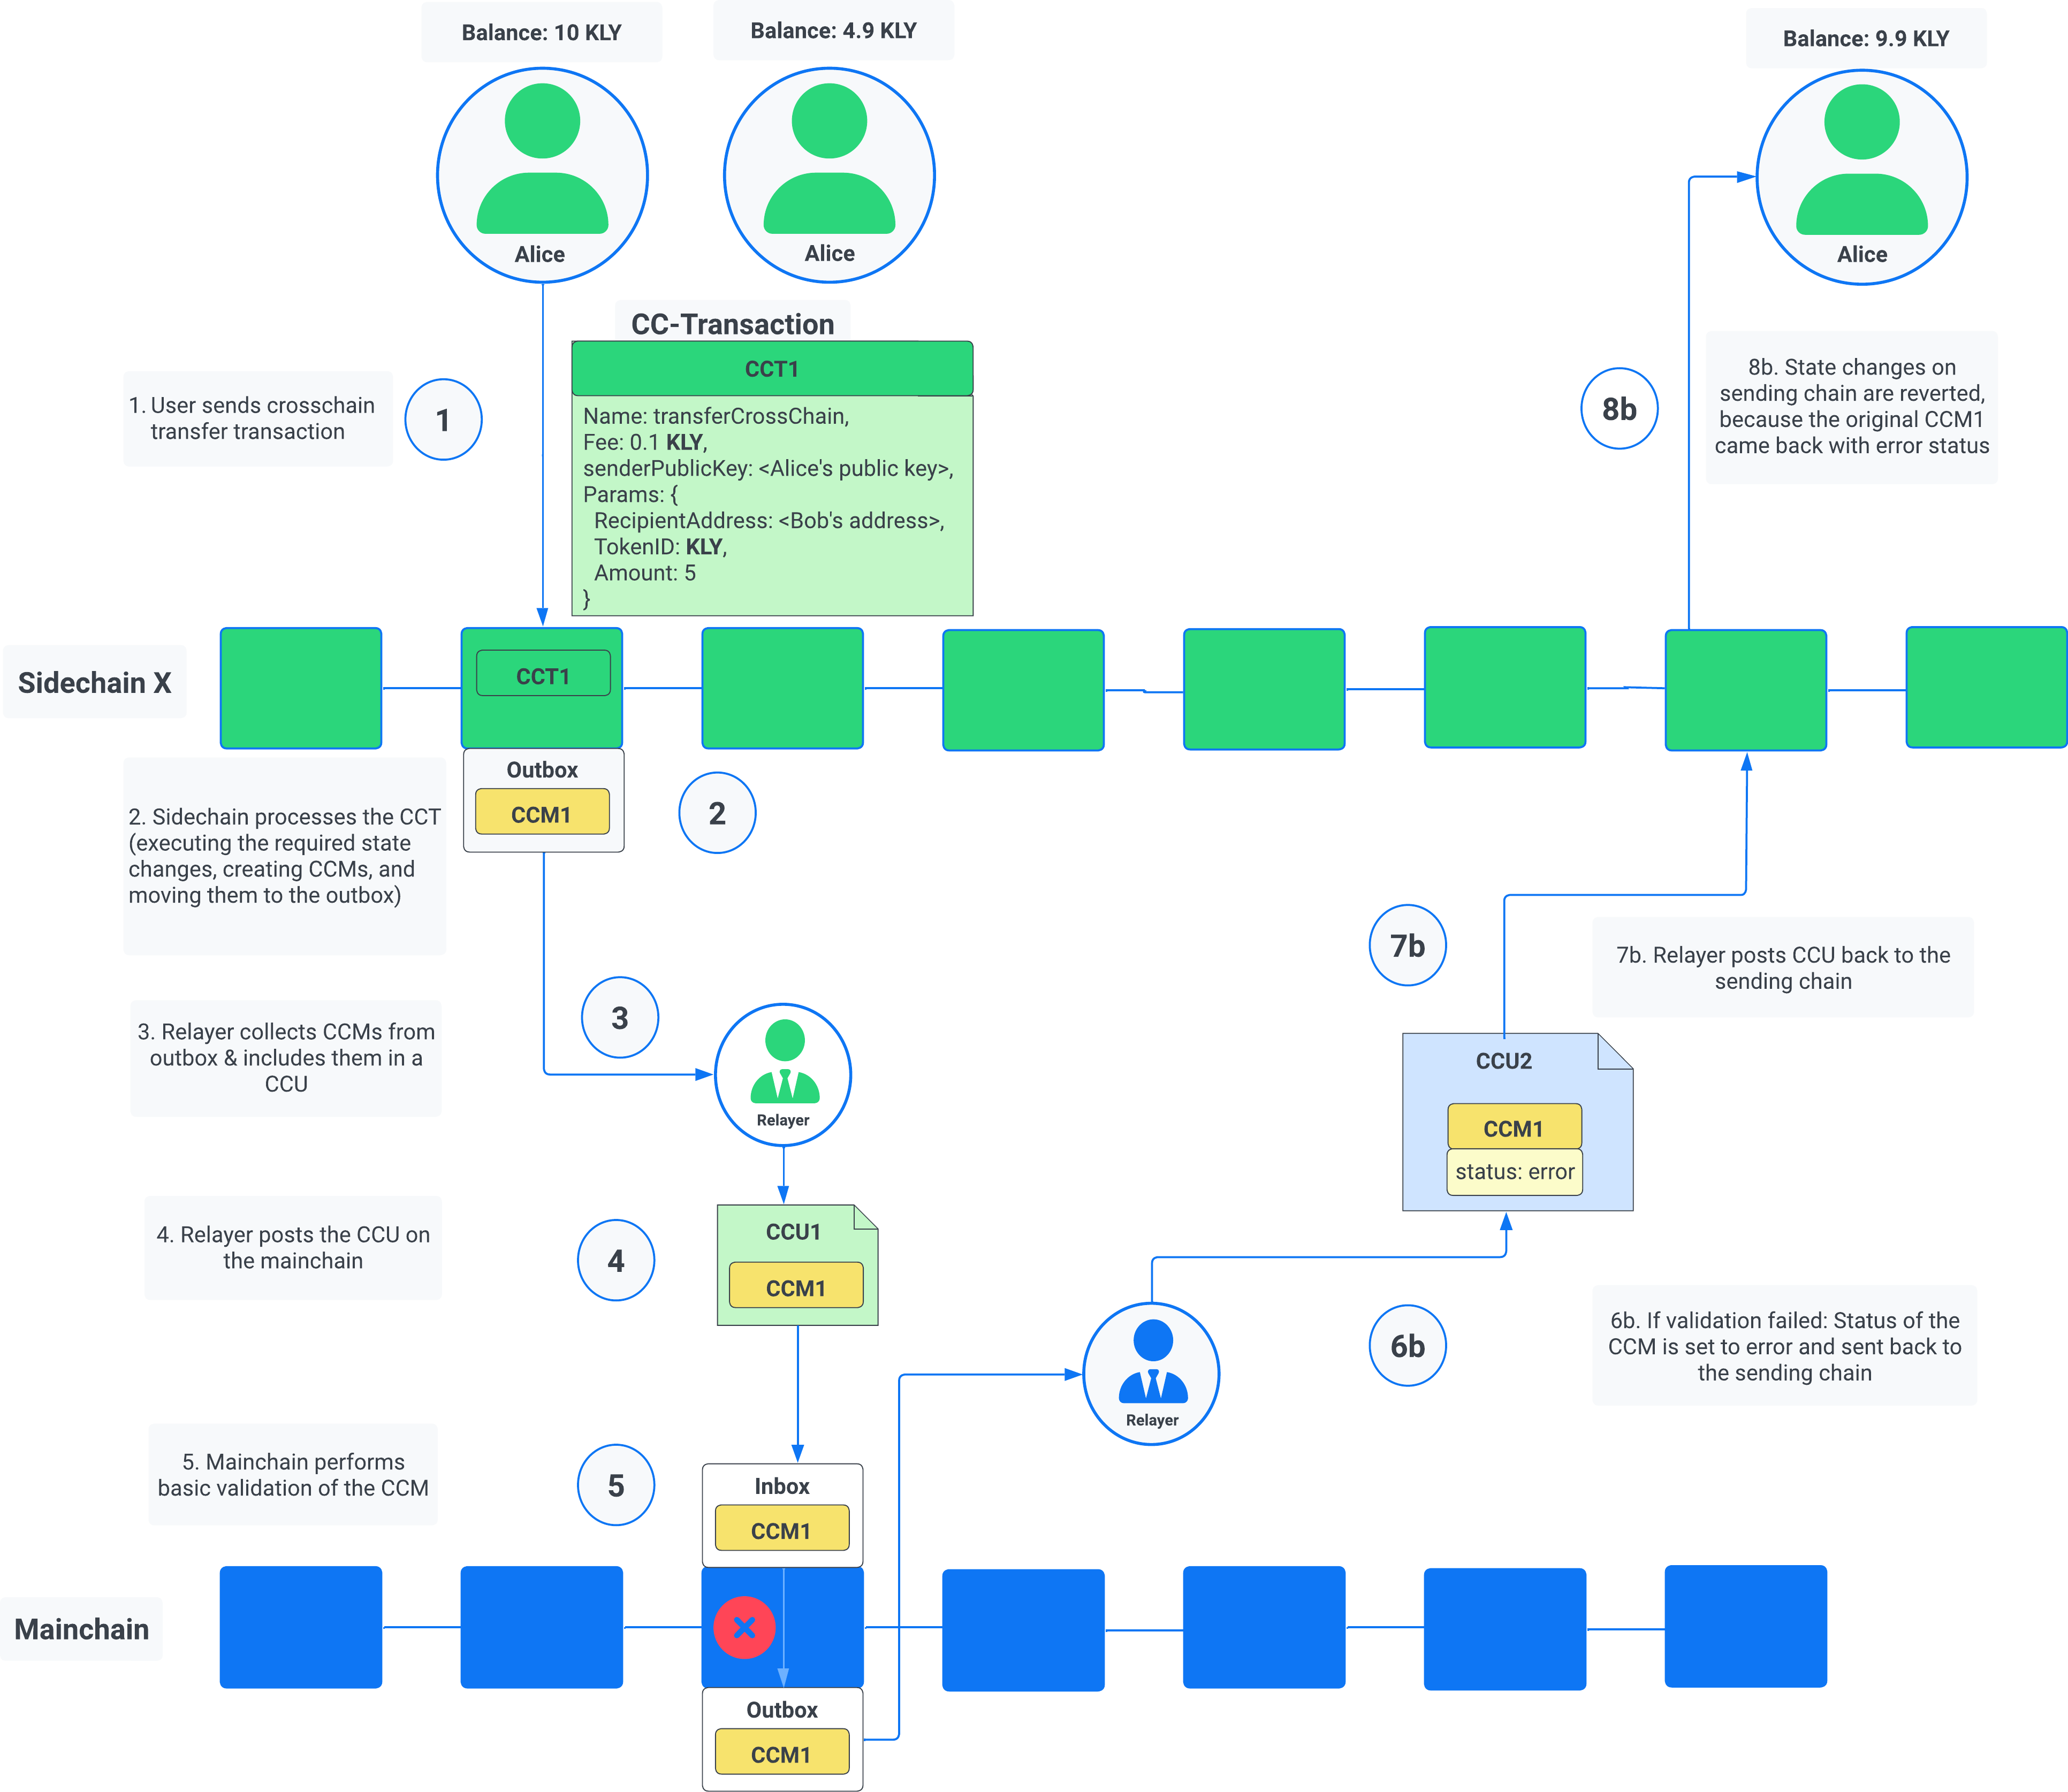 Balance: 10 KLY
Balance: 4.9 KLY
Balance: 9.9 KLY
Alice
Alice
Alice
CC-Transaction
CCT1
Name: transferCrossChain,
Fee: 0.1 KLY,
senderPublicKey: <Alice's public key>,
Params: {
RecipientAddress: <Bob's address>,
TokenID: KLY,
Amount: 5
}
1. User sends crosschain
transfer transaction
1
8b
8b. State changes on
sending chain are reverted,
because the original CCM1
came back with error status
Sidechain X
CCT1
Outbox
CCM1
2
2. Sidechain processes the CCT
(executing the required state
changes, creating CCMs, and
moving them to the outbox)
7b
7b. Relayer posts CCU back to the
sending chain
3. Relayer collects CCMs from
outbox & includes them in a
CCU
3
Relayer
CCU2
CCM1
status: error
4. Relayer posts the CCU on
the mainchain
4
CCU1
CCM1
Relayer
6b
6b. If validation failed: Status of the
CCM is set to error and sent back to
the sending chain
5. Mainchain performs
basic validation of the CCM
5
Inbox
CCM1
Mainchain
Outbox
CCM1